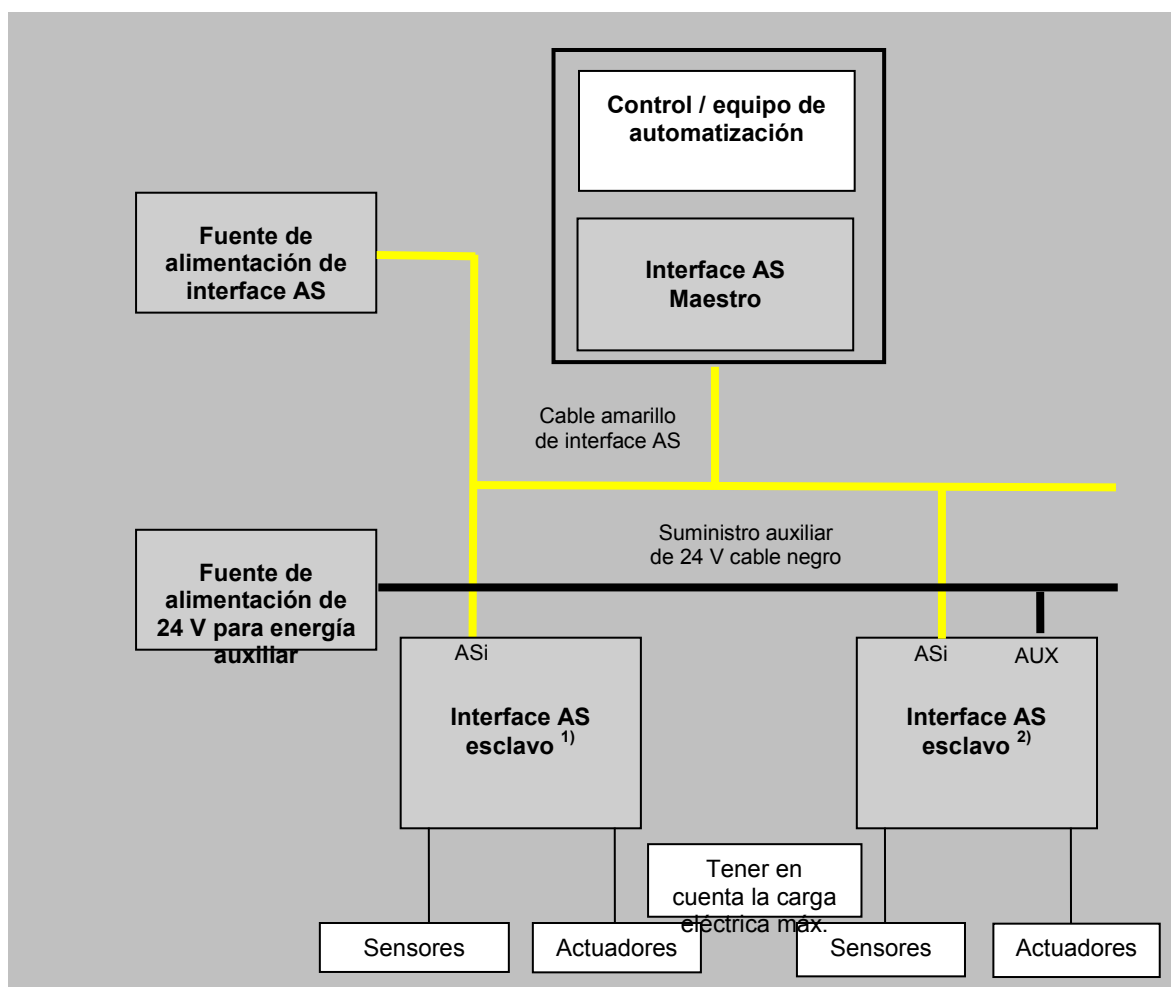 Control / equipo de
automatización
Fuente de
alimentación de
interface AS
Interface AS
Maestro
Cable amarillo
de interface AS
Suministro auxiliar
de 24 V cable negro
Fuente de
alimentación de
24 V para energía
auxiliar
ASi
ASi
AUX
Interface AS
esclavo 1)
Interface AS
esclavo 2)
Tener en
cuenta la carga
eléctrica máx.
Sensores
Actuadores
Sensores
Actuadores